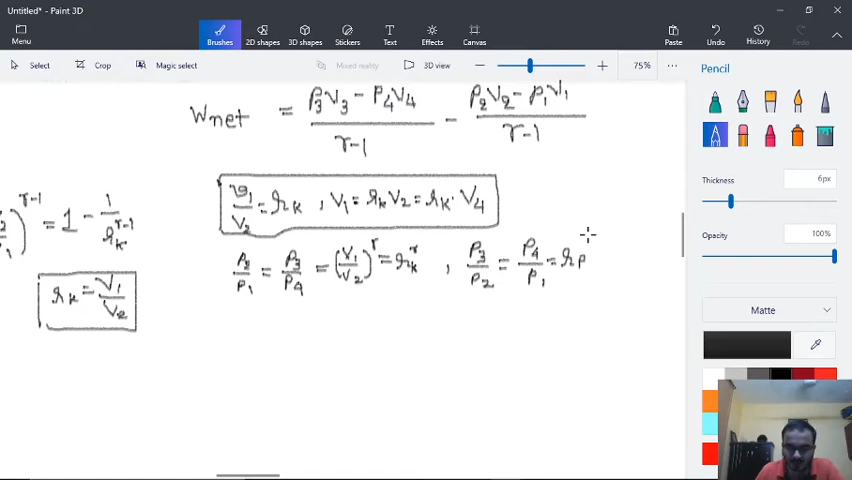 Untitled* - Paint 3D
Menu
Brushes
2D shapes
3D shapes
Stickers
Text
Effects
Canvas
Paste
Undo
History
Redo
Select
Crop
Magic select
Mixed reality
3D view
75%
Pencil
Thickness
6px
Opacity
100%
Matte
Wnet = (P₃V₃ - P₄V₄)/(γ-1) - (P₂V₂ - P₁V₁)/(γ-1)
V₁/V₂ = rₖ , V₁ = rₖV₂ = rₖ· V₄
)^γ-1 = 1 - 1/rₖ^γ-1
P₂/P₁ = P₃/P₄ = (V₁/V₂)^γ = rₖ^γ , P₃/P₂ = P₄/P₁ = rp
rₖ = V₁/V₂